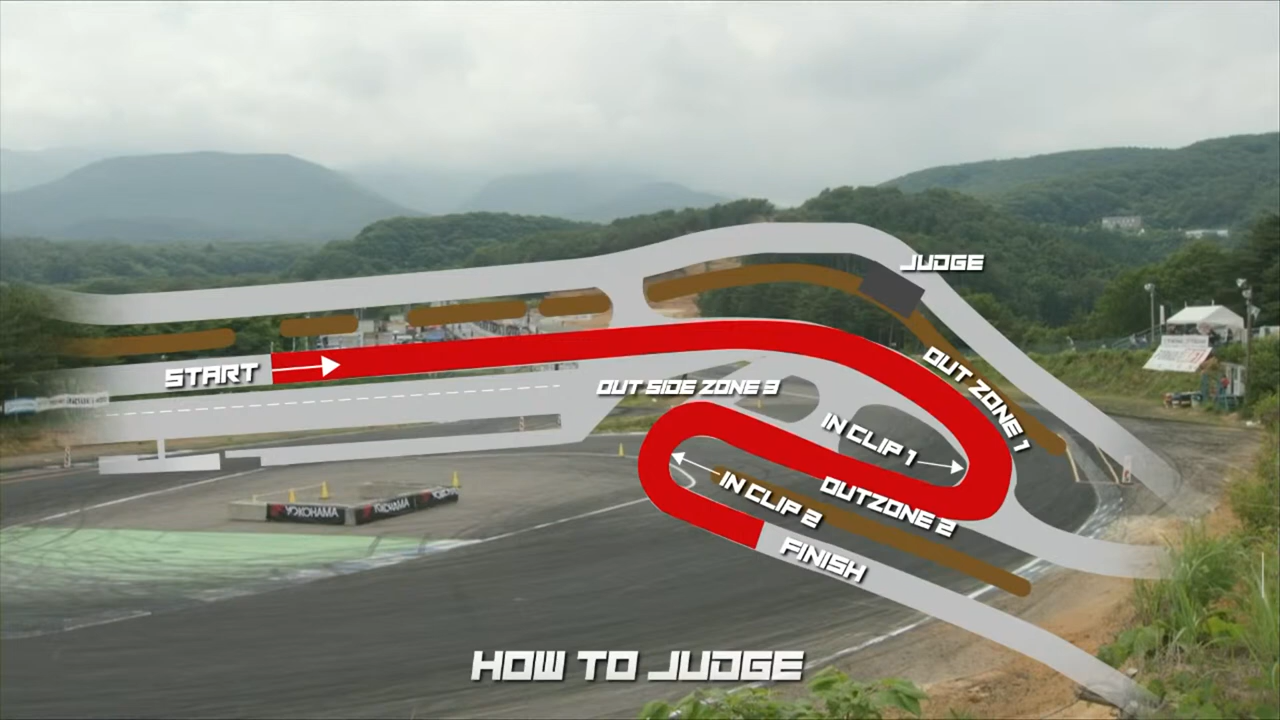 JUDGE
START
OUT ZONE 1
OUT SIDE ZONE 3
IN CLIP 1
OUTZONE 2
IN CLIP 2
YOKOHAMA
YOKOHAMA
FINISH
HOW TO JUDGE